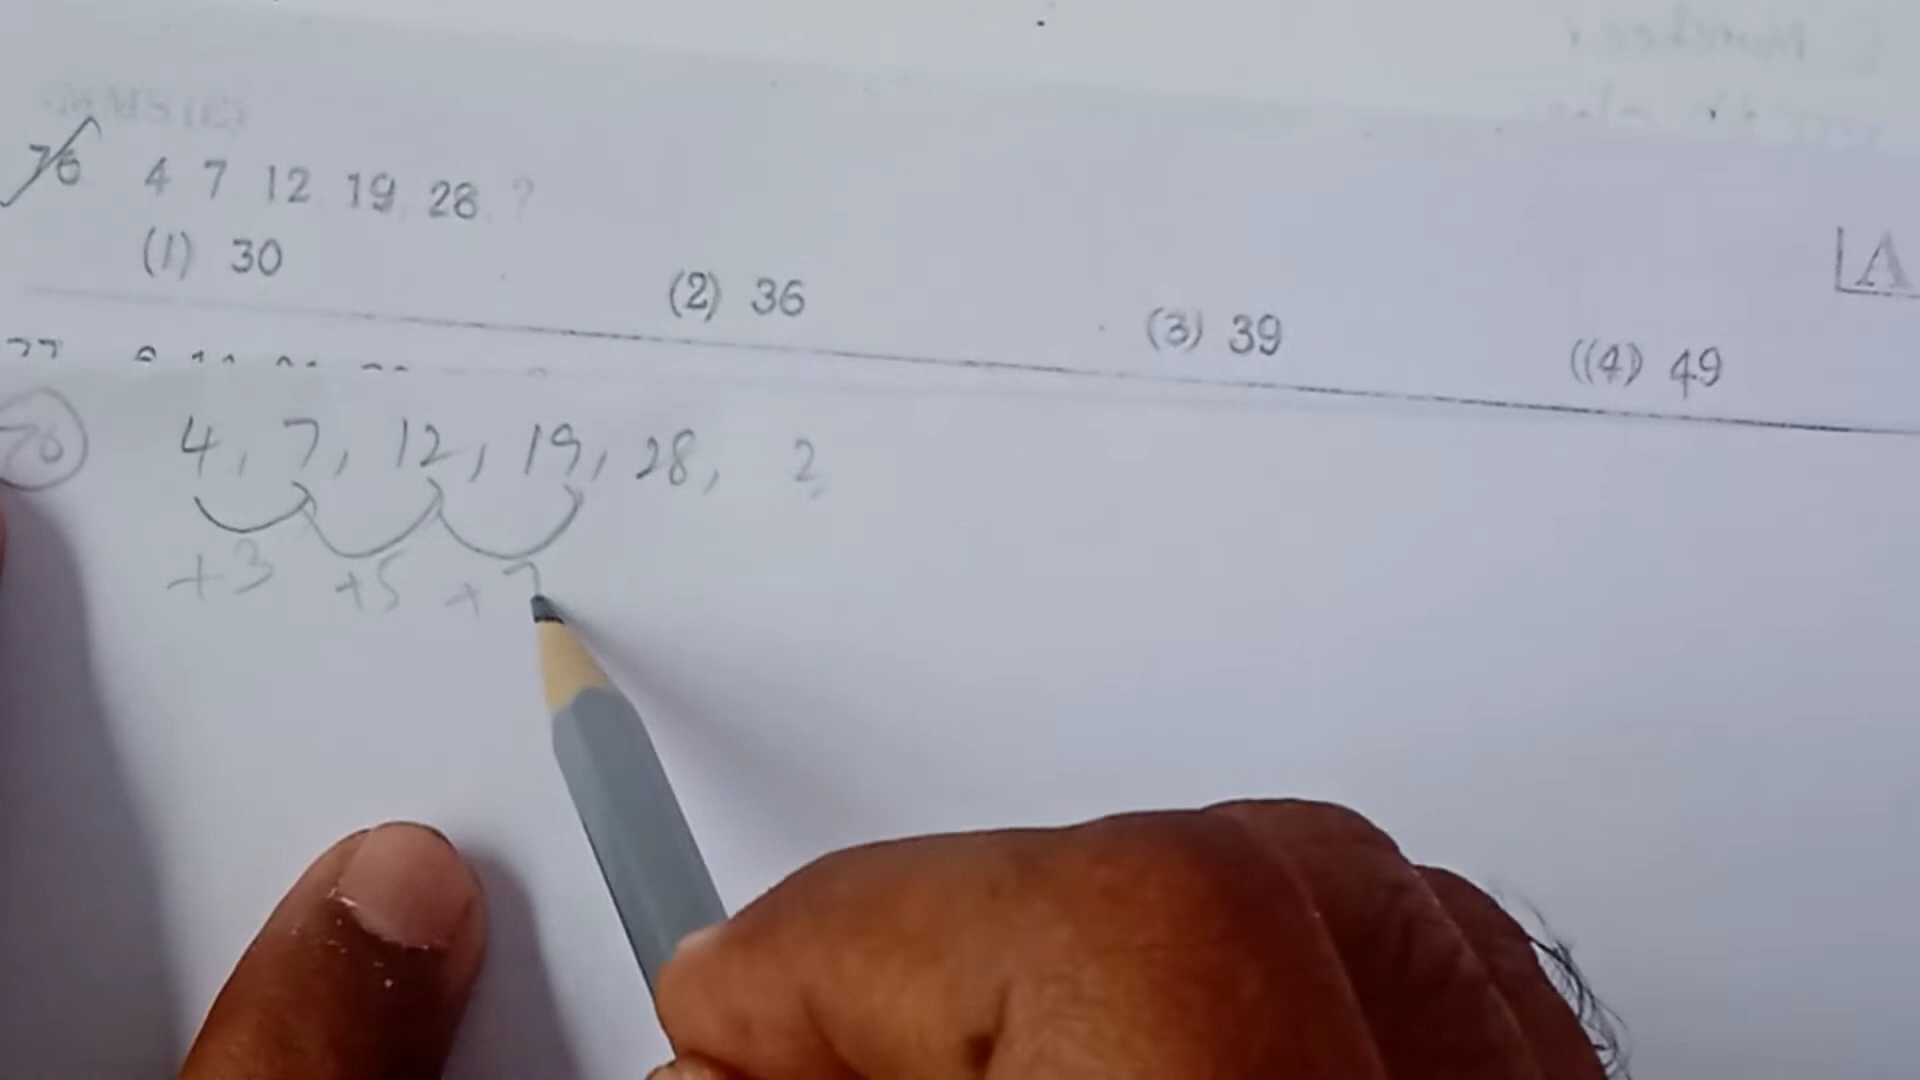 76 4 7 12 19 28 ?
(1) 30 (2) 36 (3) 39 ((4) 49
77
76 4, 7, 12, 19, 28, ?
+3 +5 +7